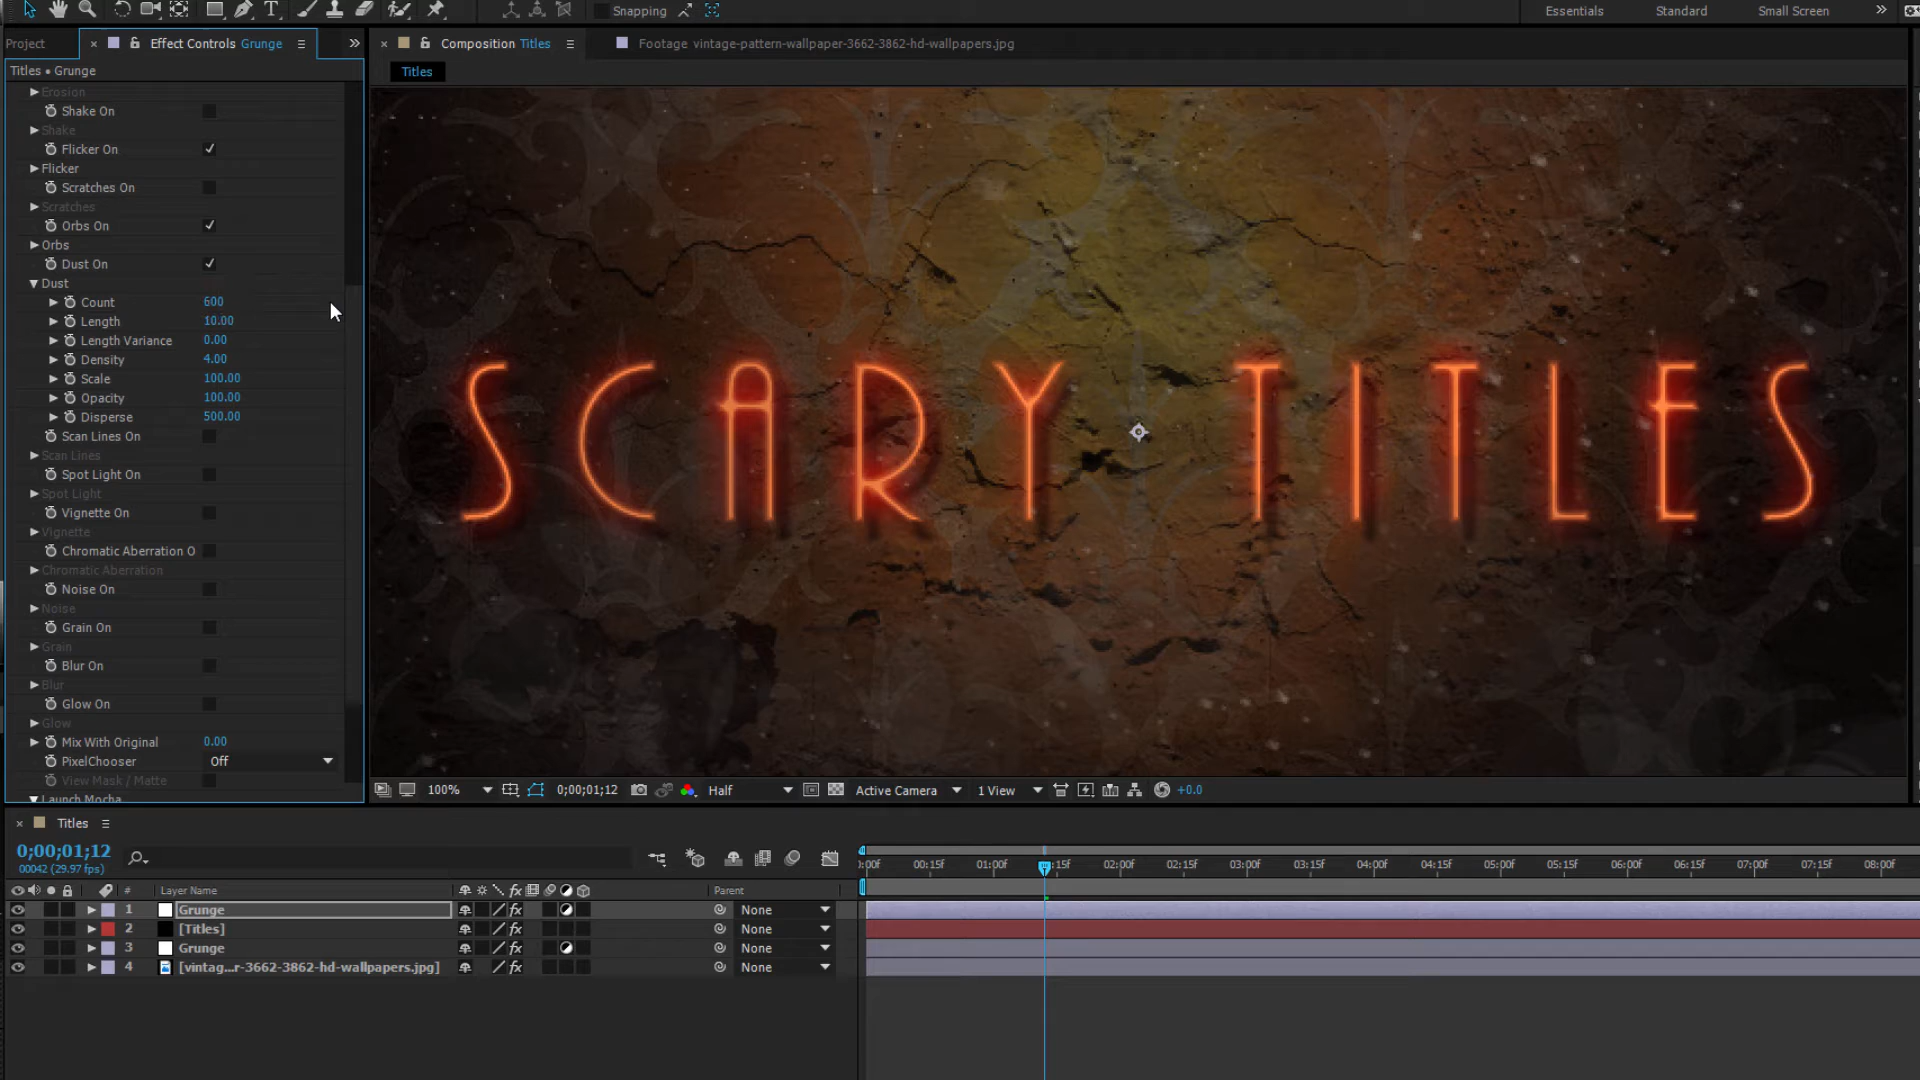 Snapping
Essentials
Standard
Small Screen
Project
Effect Controls Grunge
Composition Titles
Footage vintage-pattern-wallpaper-3662-3862-hd-wallpapers.jpg
Titles • Grunge
Titles
Erosion
Shake On
Shake
Flicker On
Flicker
Scratches On
Scratches
Orbs On
Orbs
Dust On
Dust
Count 600
Length 10.00
Length Variance 0.00
Density 4.00
Scale 100.00
Opacity 100.00
Disperse 500.00
Scan Lines On
Scan Lines
Spot Light On
Spot Light
Vignette On
Vignette
Chromatic Aberration O
Chromatic Aberration
Noise On
Noise
Grain On
Grain
Blur On
Blur
Glow On
Glow
Mix With Original 0.00
PixelChooser Off
View Mask / Matte
Launch Mocha
SCARY TITLES
100%
0;00;01;12
Half
Active Camera
1 View
+0.0
Titles
0;00;01;12
00042 (29.97 fps)
:00f 00:15f 01:00f :15f 02:00f 02:15f 03:00f 03:15f 04:00f 04:15f 05:00f 05:15f 06:00f 06:15f 07:00f 07:15f 08:00f
# Layer Name Parent
1 Grunge None
2 [Titles] None
3 Grunge None
4 [vintag...r-3662-3862-hd-wallpapers.jpg] None